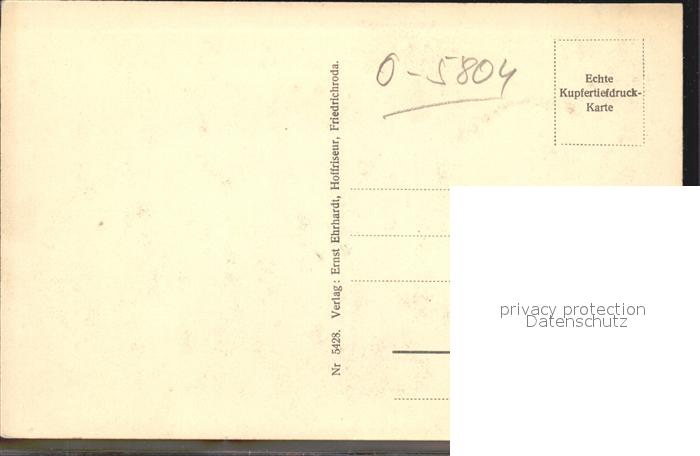 Nr 5428. Verlag: Ernst Ehrhardt, Hoffriseur, Friedrichroda.
O-5804
Echte
Kupfertiefdruck-
Karte
privacy protection
Datenschutz